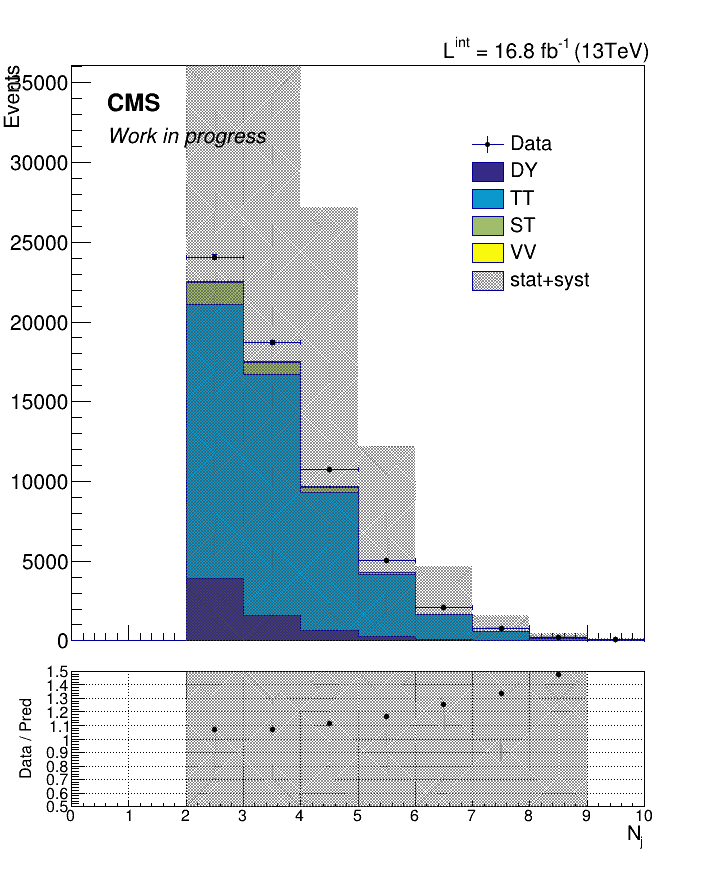 L^int = 16.8 fb^-1 (13TeV)
Events
35000
CMS
Work in progress
30000
25000
20000
15000
10000
5000
0
Data
DY
TT
ST
VV
stat+syst
Data / Pred
1.5
1.4
1.3
1.2
1.1
1
0.9
0.8
0.7
0.6
0.5
0 1 2 3 4 5 6 7 8 9 10
N_j